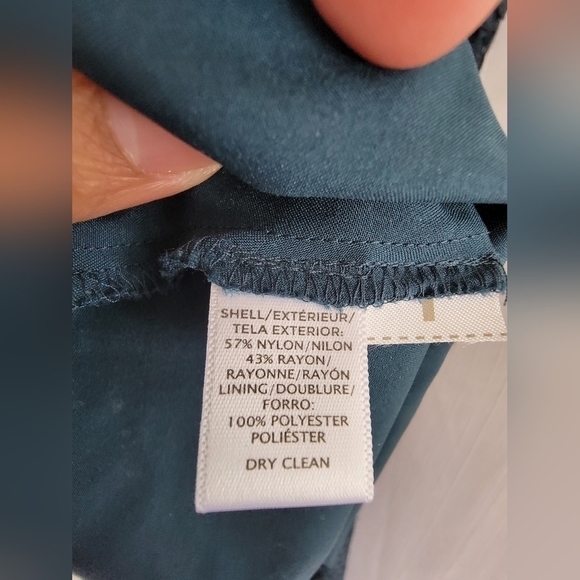 SHELL/EXTÉRIEUR/
TELA EXTERIOR:
57% NYLON/NILON
43% RAYON/
RAYONNE/RAYÓN
LINING/DOUBLURE/
FORRO:
100% POLYESTER
POLIÉSTER
DRY CLEAN